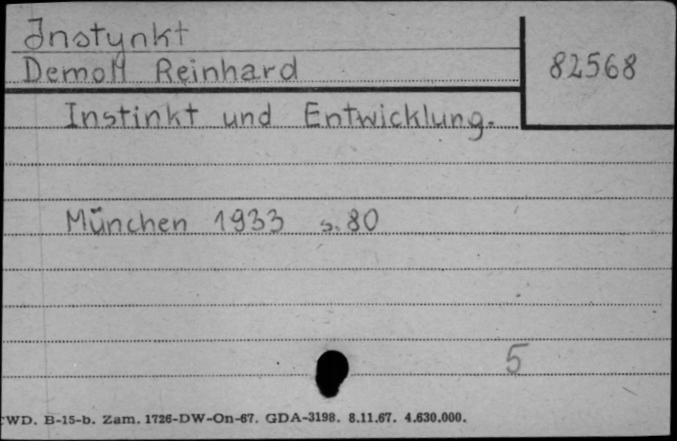 Instynkt
Demoll Reinhard
82568
Instinkt und Entwicklung.
München 1933 s. 80
5
CWD. B-15-b. Zam. 1726-DW-On-67. GDA-3198. 8.11.67. 4.630.000.